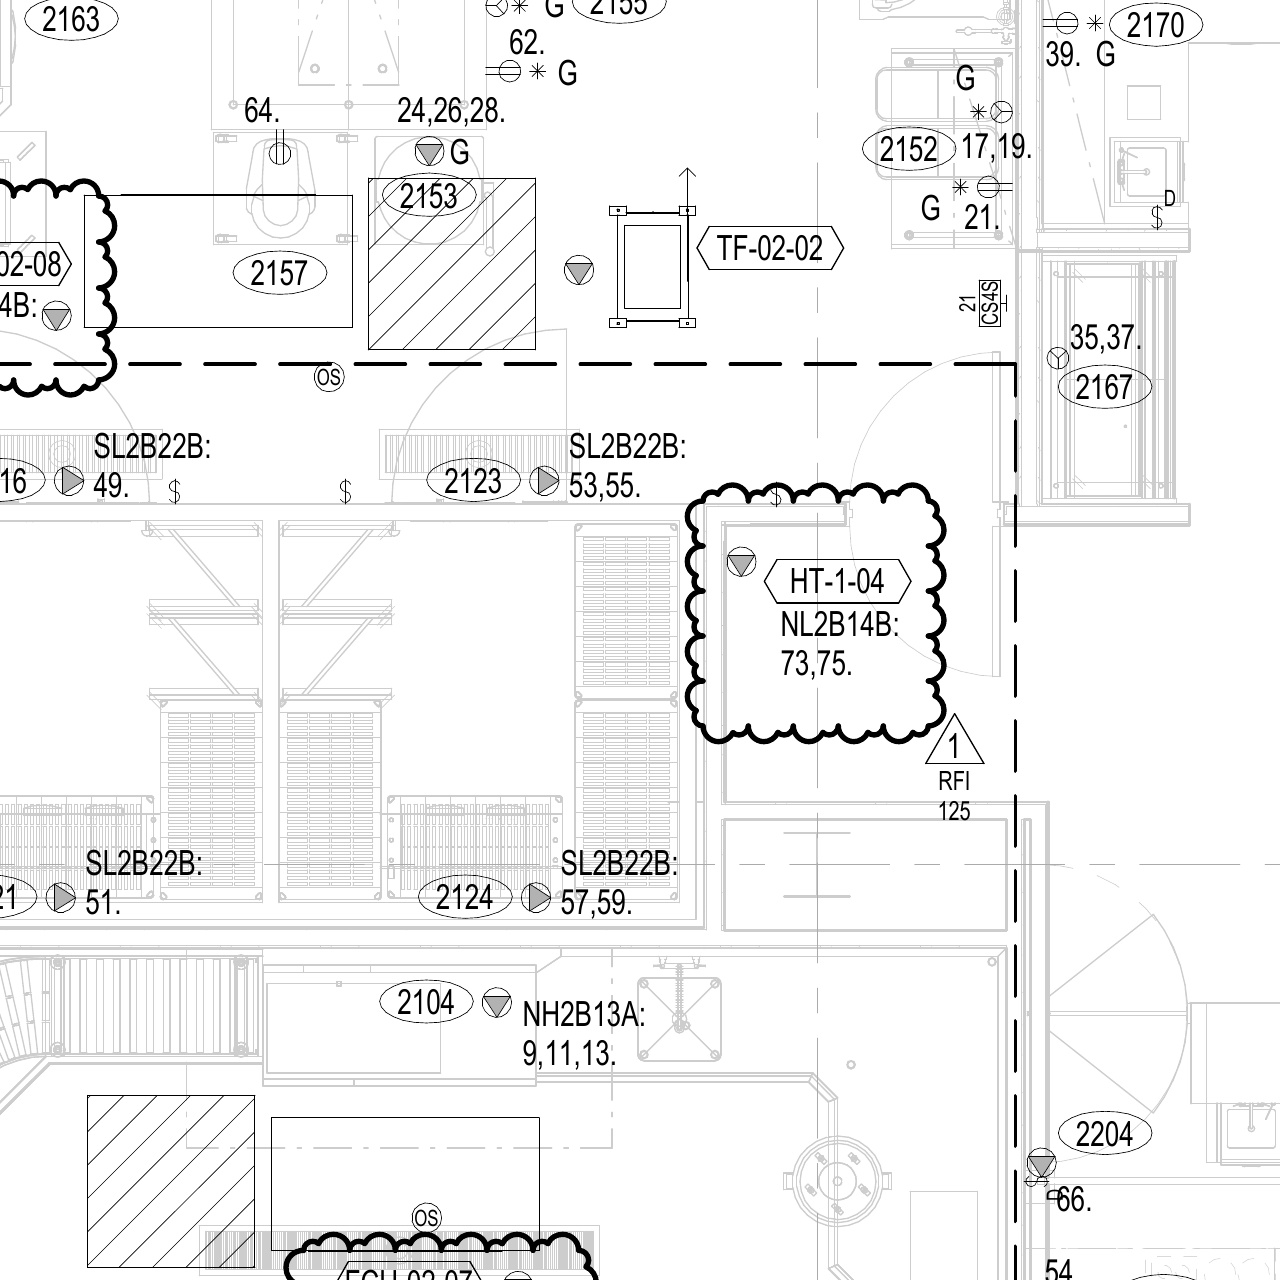 2163
G
2155
2170
62.
39. G
G
G
64.
24,26,28.
G
2152
17,19.
2153
G
21.
D
$
02-08
2157
TF-02-02
4B:
21
CS4S
35,37.
OS
2167
SL2B22B:
SL2B22B:
16
49.
$
$
2123
53,55.
$
HT-1-04
NL2B14B:
73,75.
1
RFI
125
SL2B22B:
SL2B22B:
21
51.
2124
57,59.
2104
NH2B13A:
9,11,13.
2204
$
D
66.
OS
54